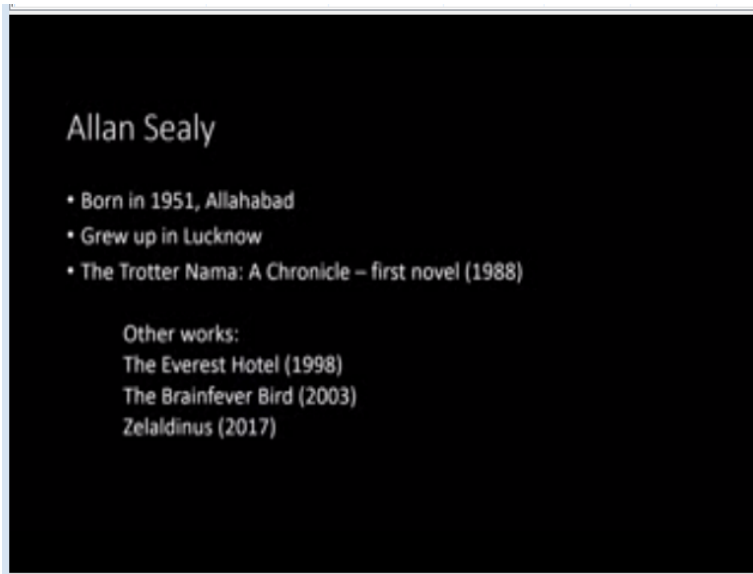 Allan Sealy
• Born in 1951, Allahabad
• Grew up in Lucknow
• The Trotter Nama: A Chronicle – first novel (1988)
Other works:
The Everest Hotel (1998)
The Brainfever Bird (2003)
Zelaldinus (2017)